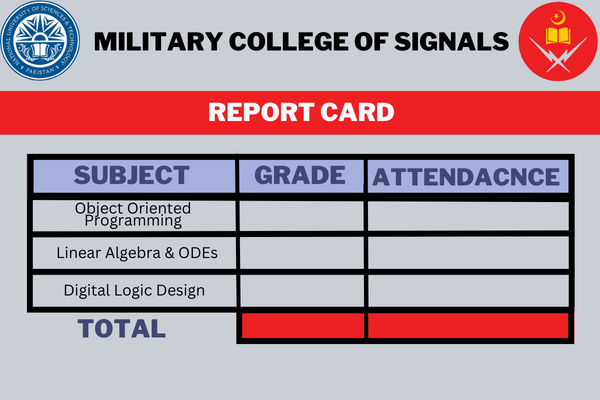 NATIONAL UNIVERSITY OF SCIENCES & TECHNOLOGY
PAKISTAN
MILITARY COLLEGE OF SIGNALS
REPORT CARD
SUBJECT GRADE ATTENDACNCE
Object Oriented
Programming
Linear Algebra & ODEs
Digital Logic Design
TOTAL